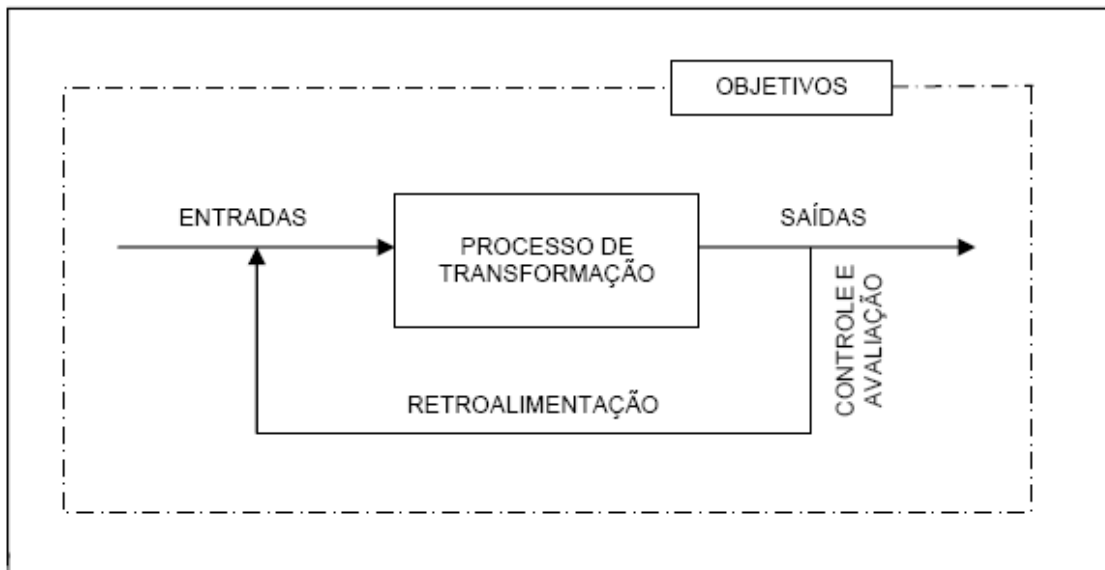 OBJETIVOS
ENTRADAS
PROCESSO DE
TRANSFORMAÇÃO
SAÍDAS
CONTROLE E
AVALIAÇÃO
RETROALIMENTAÇÃO